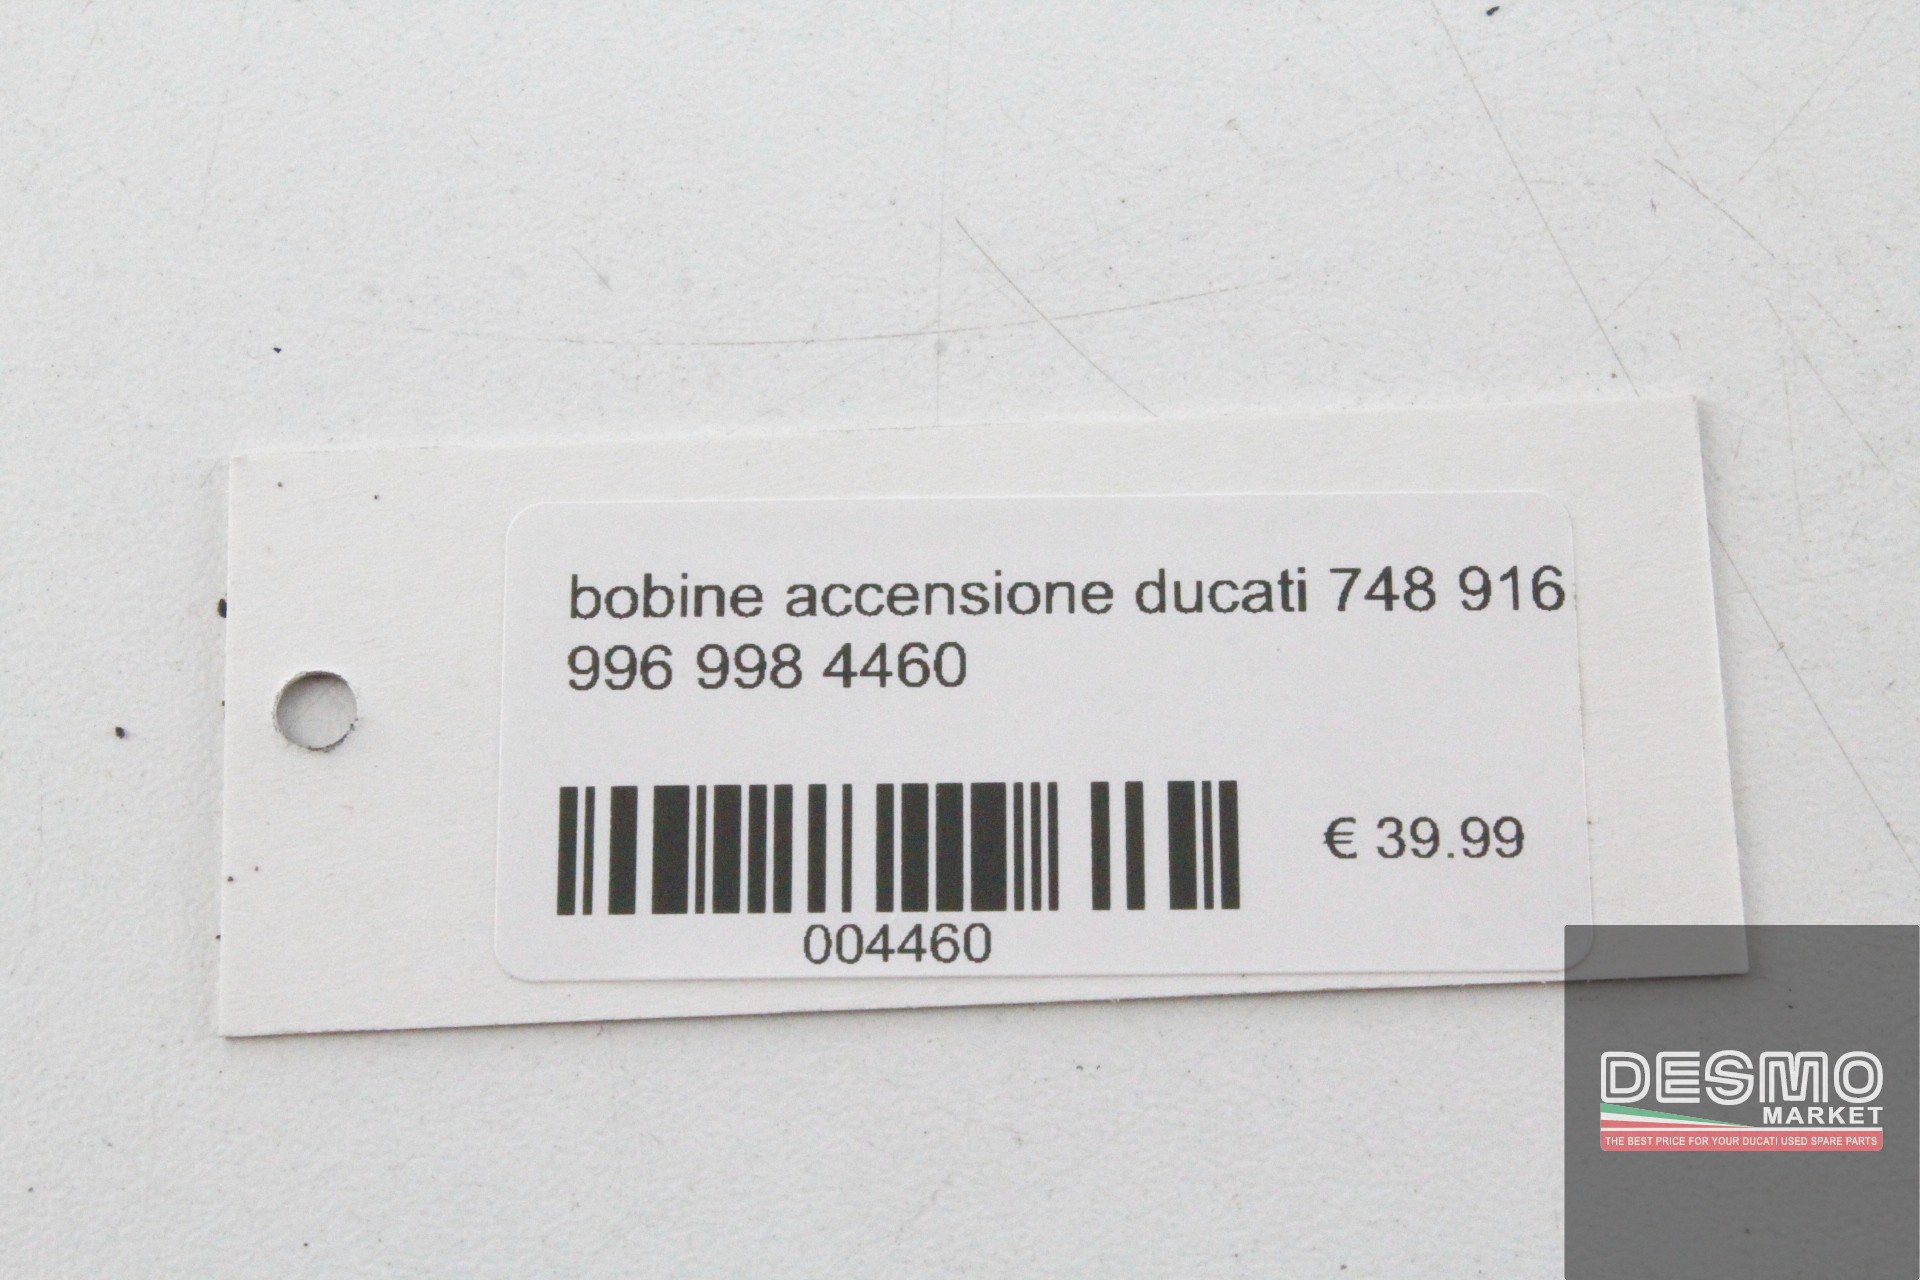 bobine accensione ducati 748 916
996 998 4460
€ 39.99
004460
DESMO
MARKET
THE BEST PRICE FOR YOUR DUCATI USED SPARE PARTS